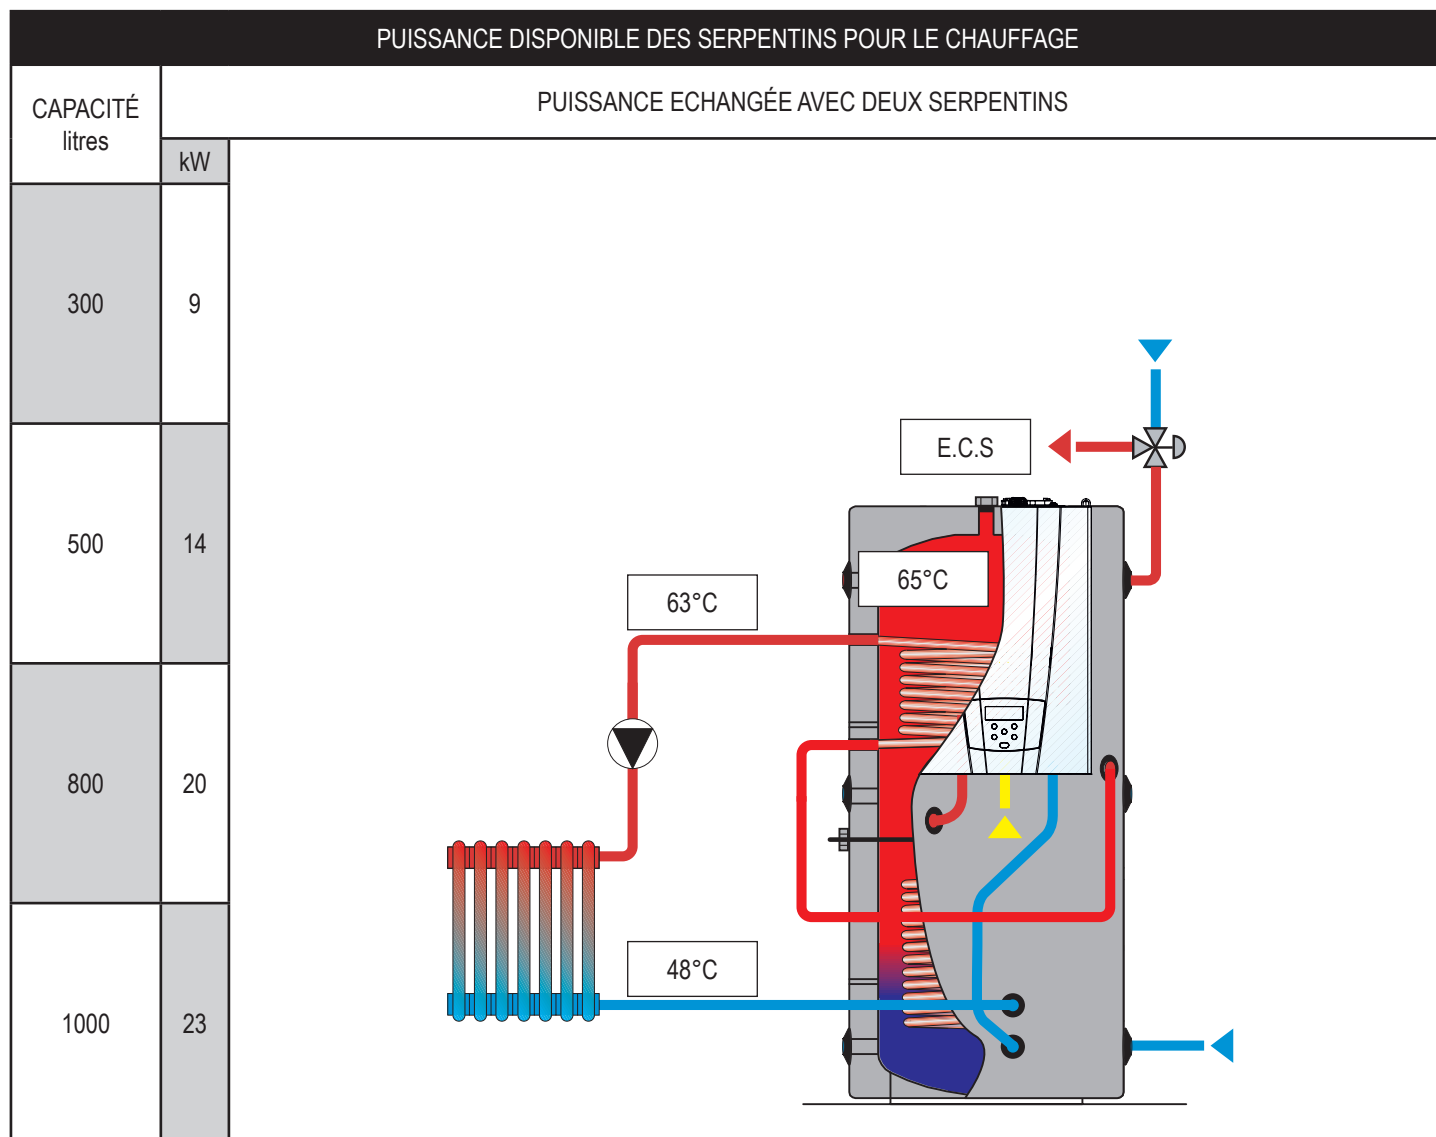 PUISSANCE DISPONIBLE DES SERPENTINS POUR LE CHAUFFAGE
CAPACITÉ
litres
PUISSANCE ECHANGÉE AVEC DEUX SERPENTINS
kW
300
9
500
14
800
20
1000
23
E.C.S
65°C
63°C
48°C